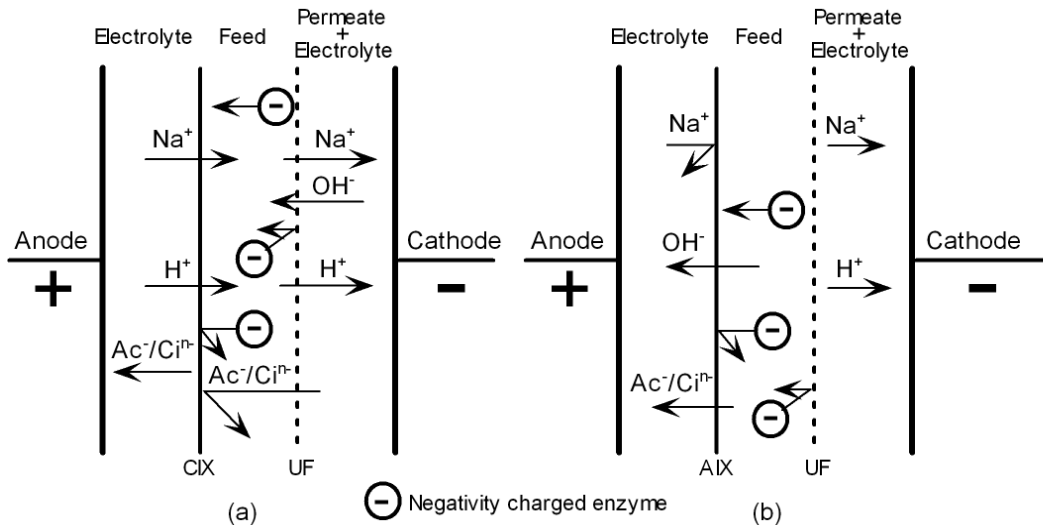 Electrolyte Feed Permeate + Electrolyte
Na⁺ Na⁺
OH⁻
Anode Cathode
+ −
H⁺ H⁺
Ac⁻/Ciⁿ⁻
Ac⁻/Ciⁿ⁻
CIX UF
(a)
Electrolyte Feed Permeate + Electrolyte
Na⁺ Na⁺
Anode Cathode
+ −
OH⁻ H⁺
Ac⁻/Ciⁿ⁻
AIX UF
(b)
Negativity charged enzyme